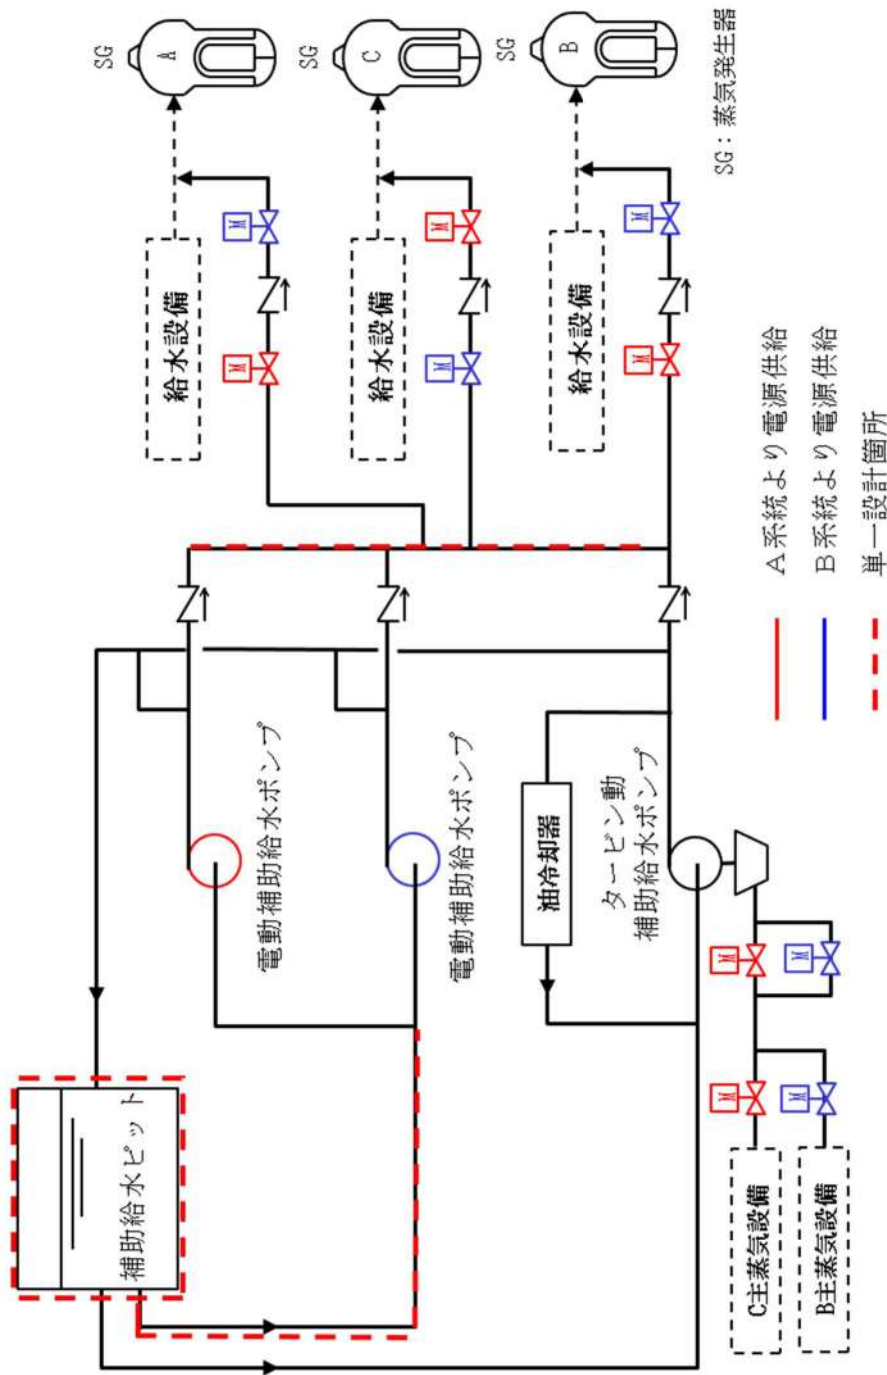 補助給水ピット
電動補助給水ポンプ
電動補助給水ポンプ
油冷却器
タービン動
補助給水ポンプ
C主蒸気設備
B主蒸気設備
M
M
M
M
給水設備
M
M
SG
A
給水設備
M
M
SG
C
給水設備
M
M
SG
B
SG：蒸気発生器
A系統より電源供給
B系統より電源供給
単一設計箇所